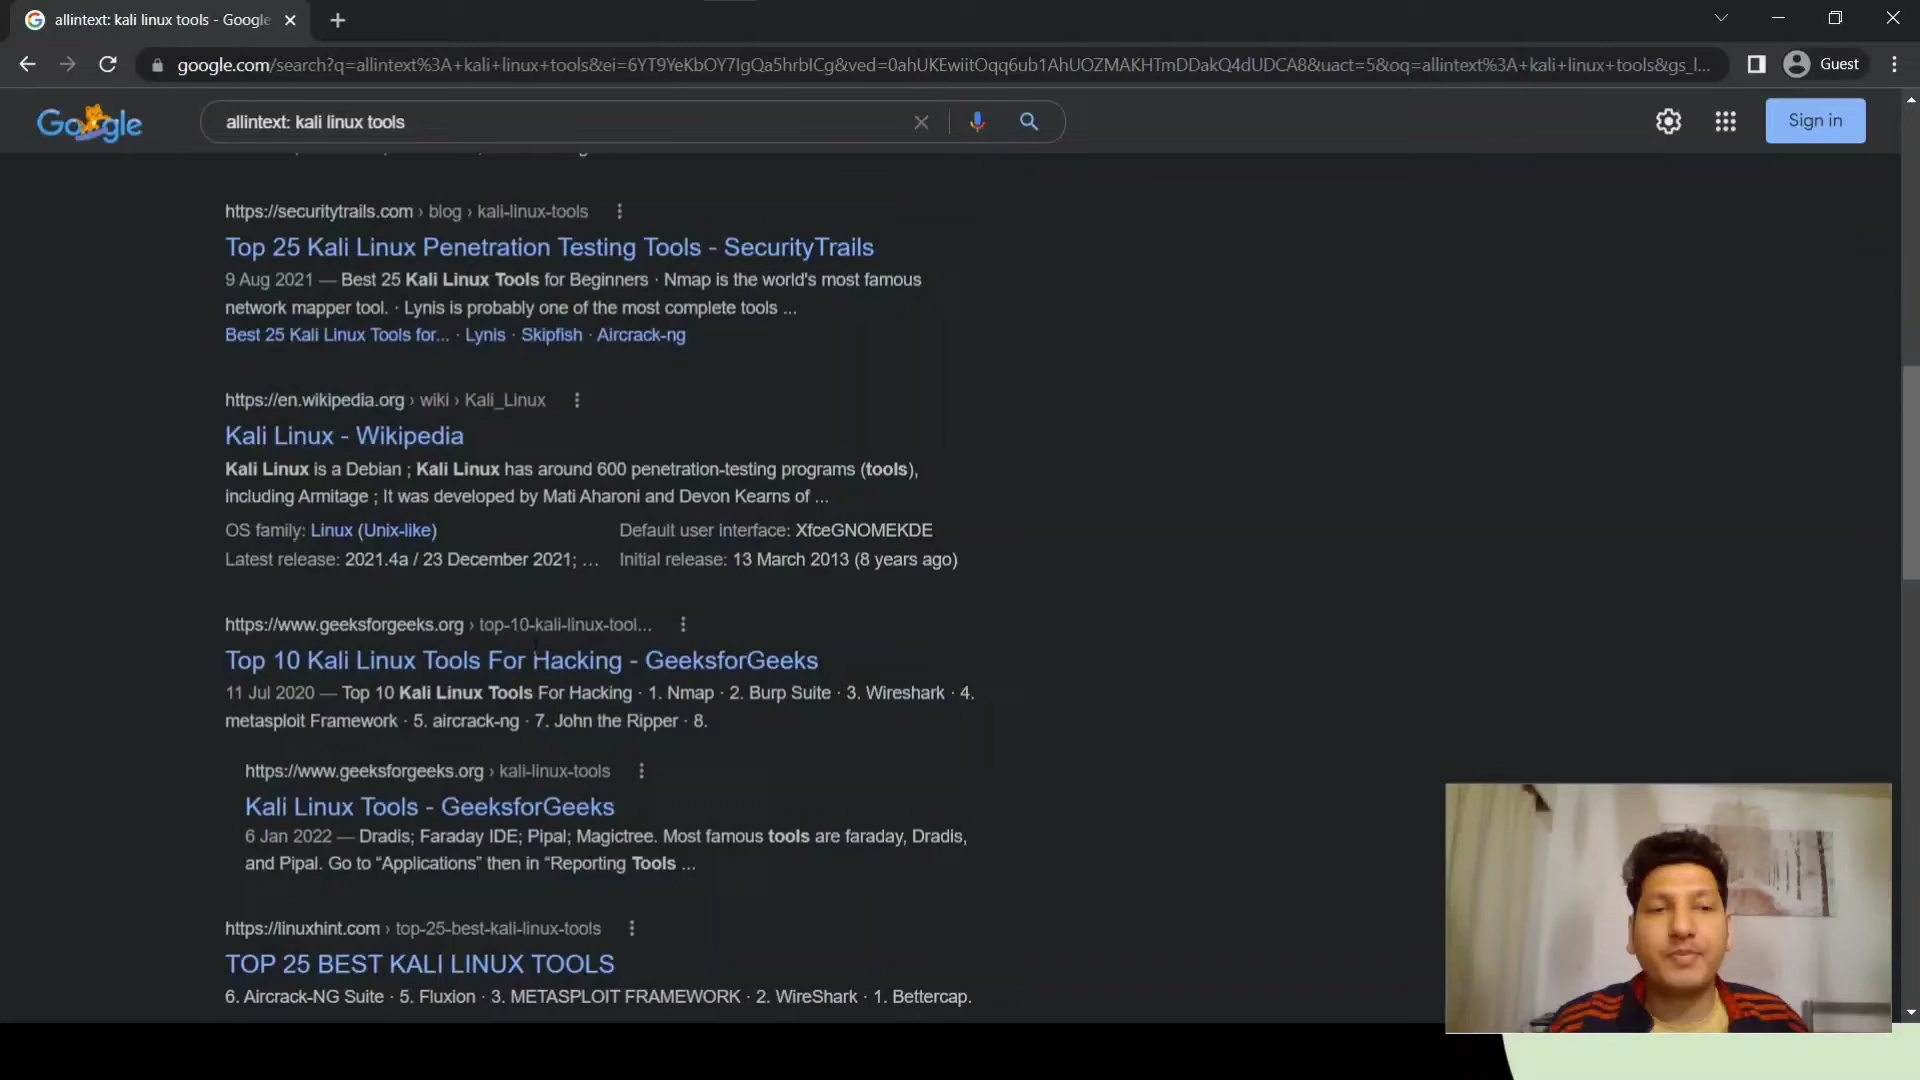 allintext: kali linux tools - Google
google.com/search?q=allintext%3A+kali+linux+tools&ei=6YT9YeKbOY7IgQa5hrbICg&ved=0ahUKEwiitOqq6ub1AhUOZMAKHTmDDakQ4dUDCA8&uact=5&oq=allintext%3A+kali+linux+tools&gs_l...
Guest
Google
allintext: kali linux tools
Sign in
https://securitytrails.com › blog › kali-linux-tools
Top 25 Kali Linux Penetration Testing Tools - SecurityTrails
9 Aug 2021 — Best 25 Kali Linux Tools for Beginners · Nmap is the world's most famous
network mapper tool. · Lynis is probably one of the most complete tools ...
Best 25 Kali Linux Tools for... · Lynis · Skipfish · Aircrack-ng
https://en.wikipedia.org › wiki › Kali_Linux
Kali Linux - Wikipedia
Kali Linux is a Debian ; Kali Linux has around 600 penetration-testing programs (tools),
including Armitage ; It was developed by Mati Aharoni and Devon Kearns of ...
OS family: Linux (Unix-like) Default user interface: XfceGNOMEKDE
Latest release: 2021.4a / 23 December 2021; ... Initial release: 13 March 2013 (8 years ago)
https://www.geeksforgeeks.org › top-10-kali-linux-tool...
Top 10 Kali Linux Tools For Hacking - GeeksforGeeks
11 Jul 2020 — Top 10 Kali Linux Tools For Hacking · 1. Nmap · 2. Burp Suite · 3. Wireshark · 4.
metasploit Framework · 5. aircrack-ng · 7. John the Ripper · 8.
https://www.geeksforgeeks.org › kali-linux-tools
Kali Linux Tools - GeeksforGeeks
6 Jan 2022 — Dradis; Faraday IDE; Pipal; Magictree. Most famous tools are faraday, Dradis,
and Pipal. Go to “Applications” then in “Reporting Tools ...
https://linuxhint.com › top-25-best-kali-linux-tools
TOP 25 BEST KALI LINUX TOOLS
6. Aircrack-NG Suite · 5. Fluxion · 3. METASPLOIT FRAMEWORK · 2. WireShark · 1. Bettercap.